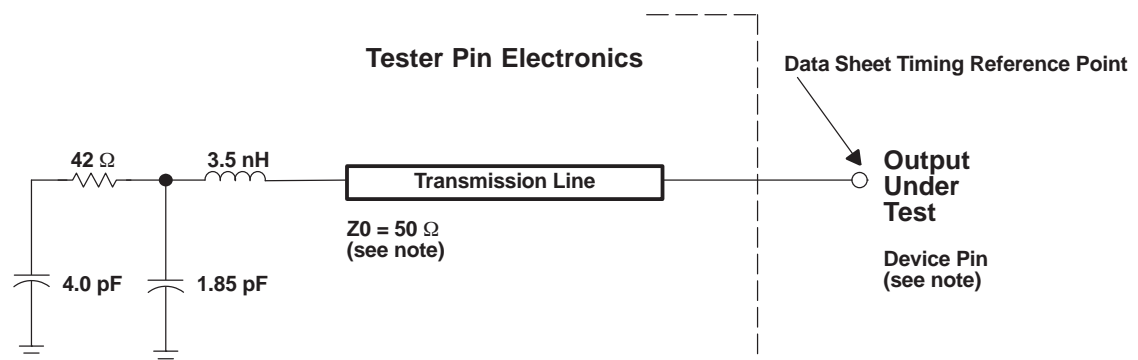 Tester Pin Electronics
Data Sheet Timing Reference Point
42 Ω
3.5 nH
Transmission Line
Output
Under
Test
Z0 = 50 Ω
(see note)
Device Pin
(see note)
4.0 pF
1.85 pF